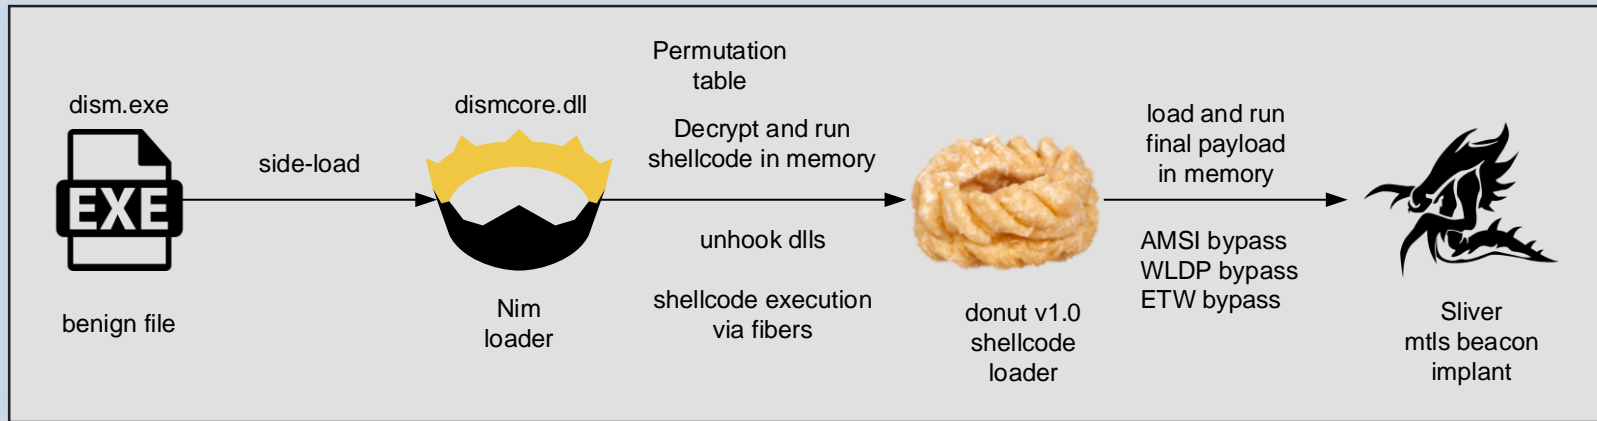 dism.exe
EXE
benign file
side-load
dismcore.dll
Nim
loader
Permutation
table
Decrypt and run
shellcode in memory
unhook dlls
shellcode execution
via fibers
donut v1.0
shellcode
loader
load and run
final payload
in memory
AMSI bypass
WLDP bypass
ETW bypass
Sliver
mtls beacon
implant